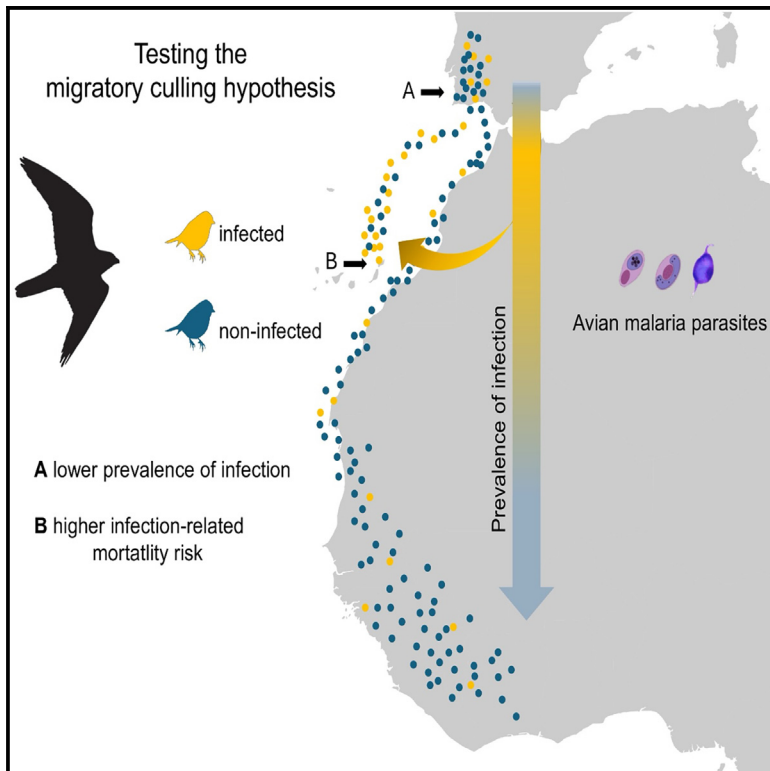 Testing the
migratory culling hypothesis
A
infected
B
non-infected
Avian malaria parasites
Prevalence of infection
A lower prevalence of infection
B higher infection-related
mortatlity risk